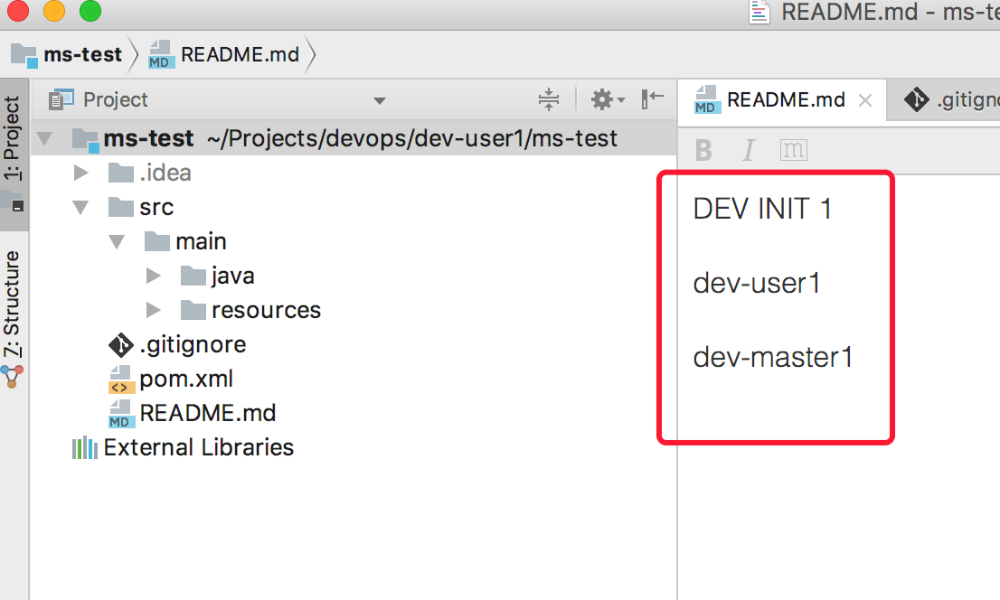 README.md - ms-te
ms-test
README.md
1: Project
7: Structure
Project
ms-test ~/Projects/devops/dev-user1/ms-test
.idea
src
main
java
resources
.gitignore
pom.xml
README.md
External Libraries
README.md
.gitigno
B I m
DEV INIT 1
dev-user1
dev-master1